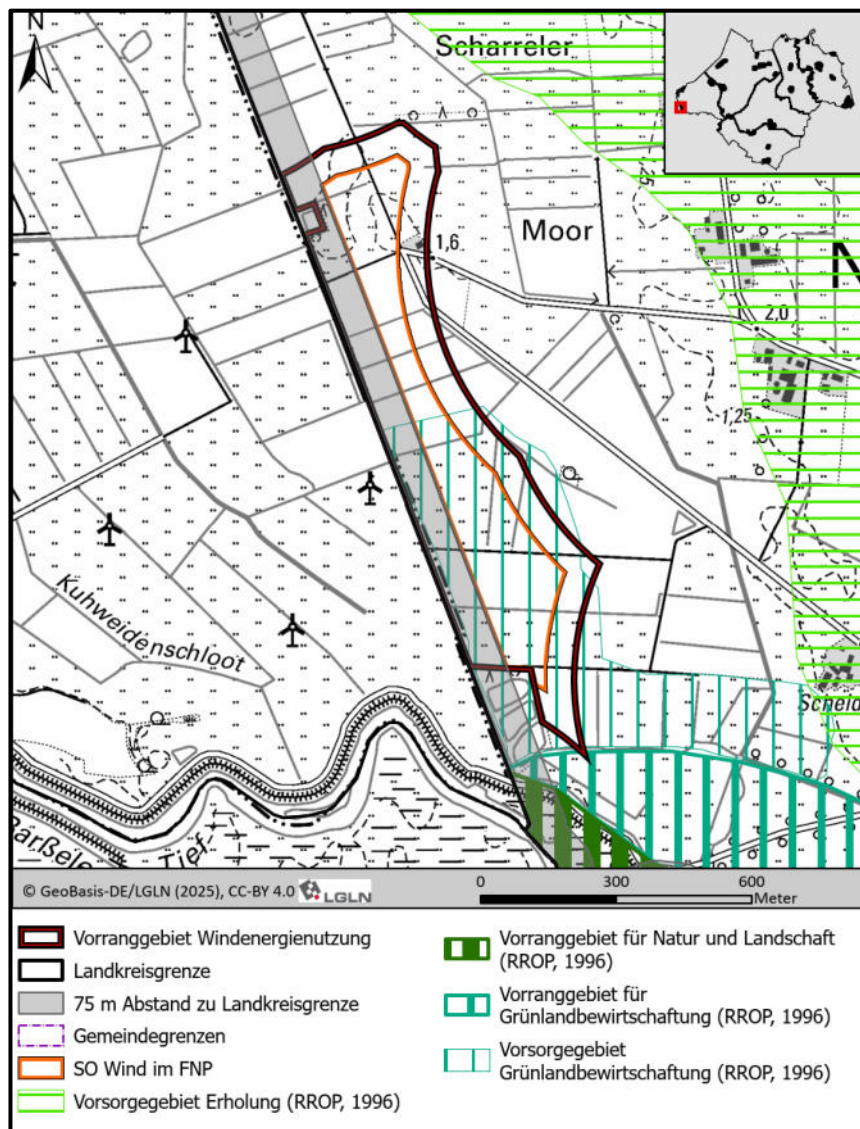 N
Scharreler
Moor
1,6
2,0
1,25
Kuhweidenschloot
Scheid
Tief
© GeoBasis-DE/LGLN (2025), CC-BY 4.0 LGLN
0 300 600
Meter
Vorranggebiet Windenergienutzung
Landkreisgrenze
75 m Abstand zu Landkreisgrenze
Gemeindegrenzen
SO Wind im FNP
Vorsorgegebiet Erholung (RROP, 1996)
Vorranggebiet für Natur und Landschaft
(RROP, 1996)
Vorranggebiet für
Grünlandbewirtschaftung (RROP, 1996)
Vorsorgegebiet
Grünlandbewirtschaftung (RROP, 1996)